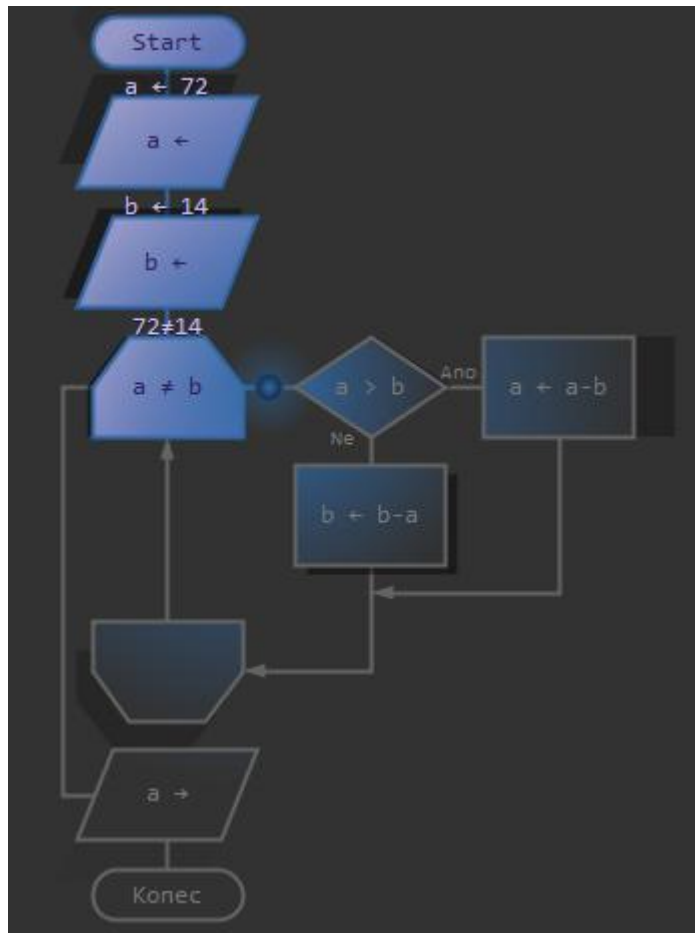 Start
a ← 72
a ←
b ← 14
b ←
72≠14
a ≠ b
a > b
Ano
a ← a-b
Ne
b ← b-a
a →
Konec